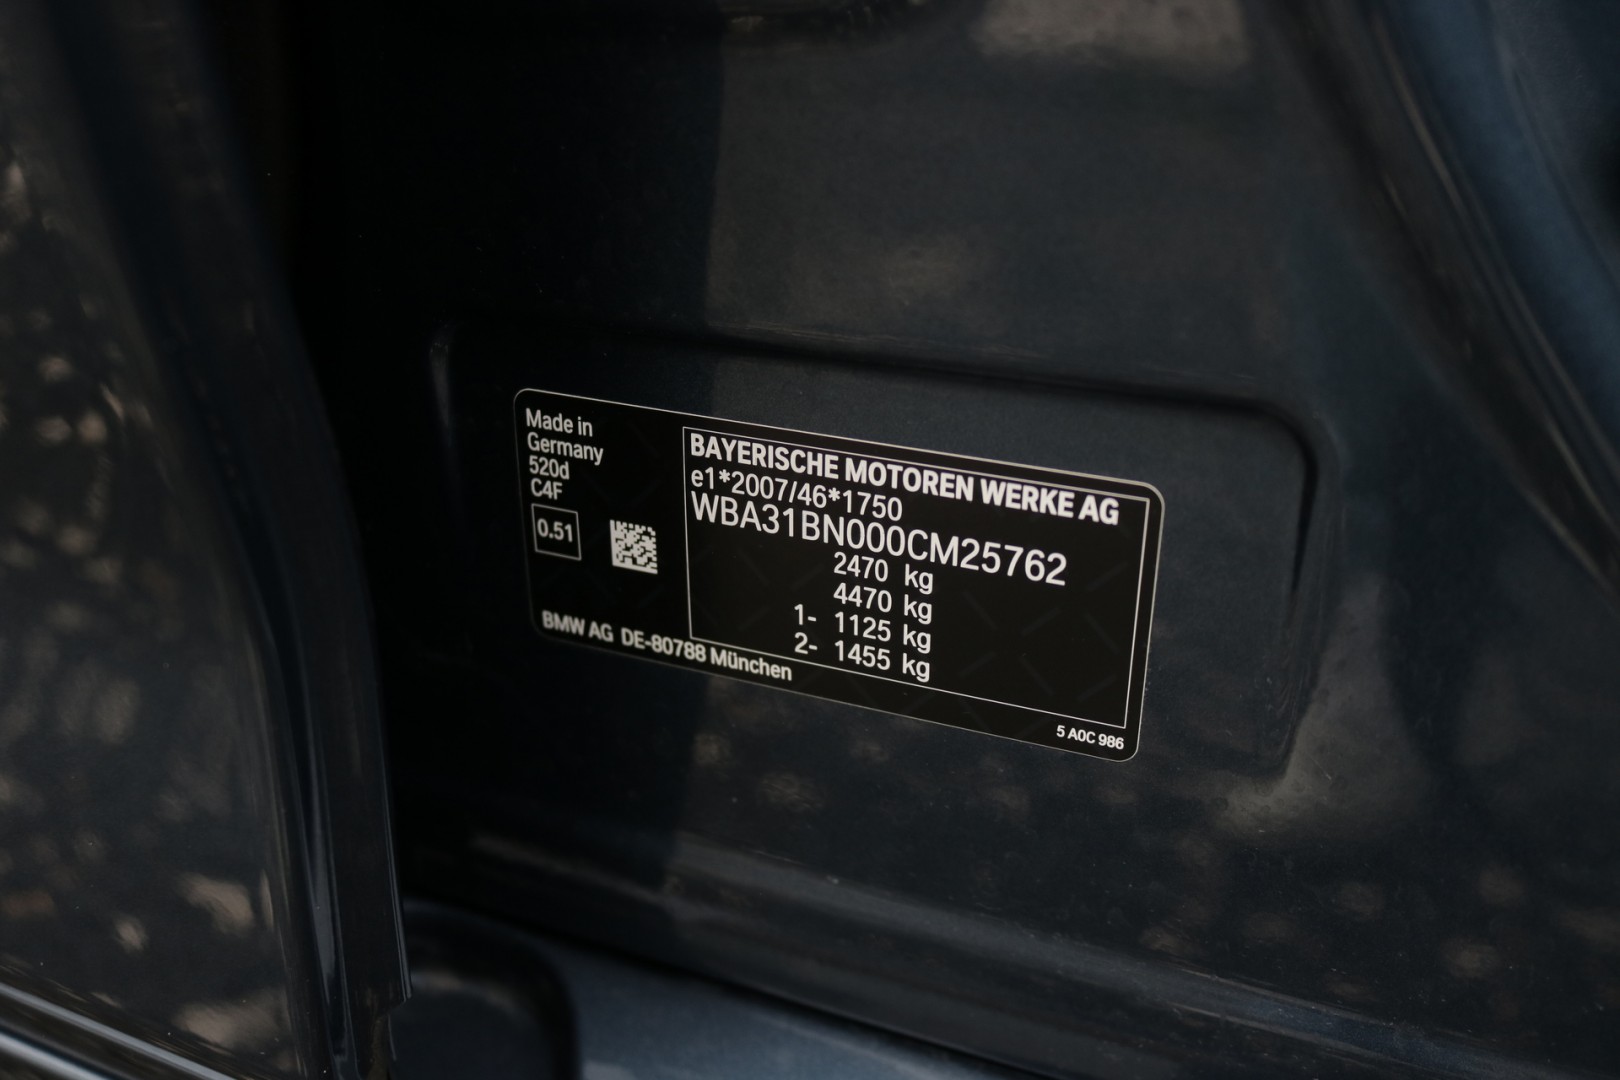 Made in
Germany
520d
C4F
0.51
BMW AG DE-80788 München
BAYERISCHE MOTOREN WERKE AG
e1*2007/46*1750
WBA31BN000CM25762
2470 kg
4470 kg
1- 1125 kg
2- 1455 kg
5 A0C 986